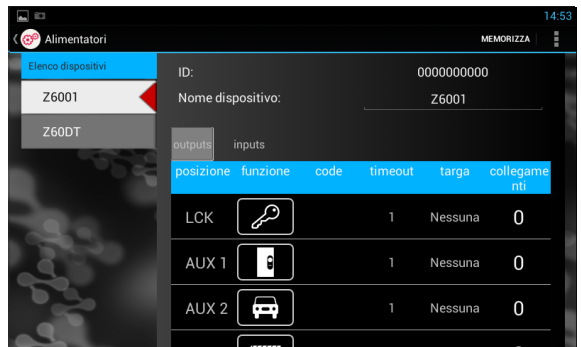 14:53
Alimentatori
MEMORIZZA
Elenco dispositivi
Z6001
Z60DT
ID:
0000000000
Nome dispositivo:
Z6001
outputs
inputs
posizione funzione code timeout targa collegame
nti
LCK 1 Nessuna 0
AUX 1 1 Nessuna 0
AUX 2 1 Nessuna 0